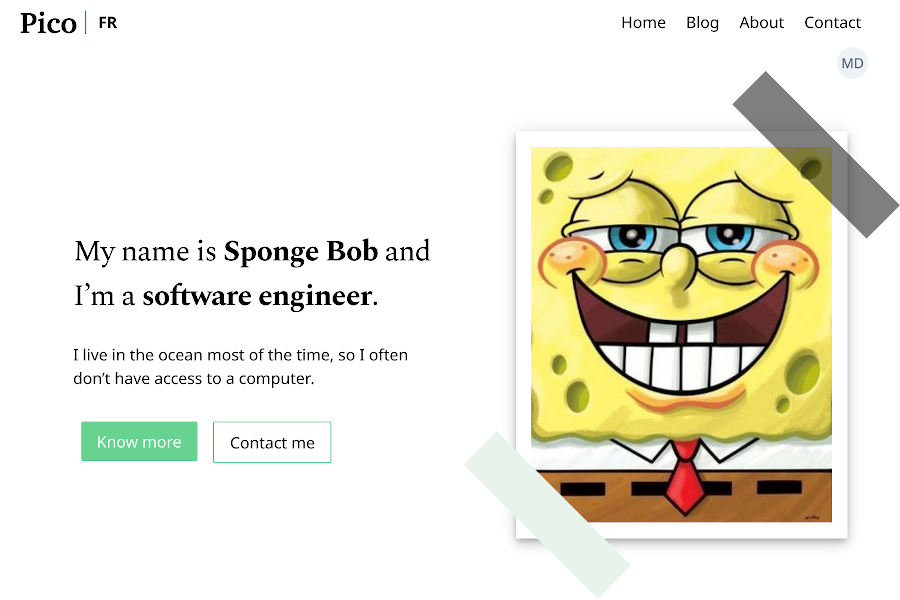 Pico | FR
Home Blog About Contact
MD
My name is Sponge Bob and
I’m a software engineer.
I live in the ocean most of the time, so I often
don’t have access to a computer.
Know more
Contact me